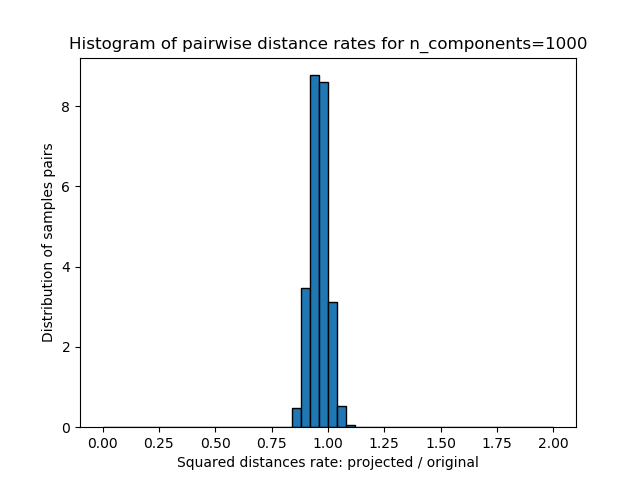 Histogram of pairwise distance rates for n_components=1000
Distribution of samples pairs
8
6
4
2
0
0.00 0.25 0.50 0.75 1.00 1.25 1.50 1.75 2.00
Squared distances rate: projected / original